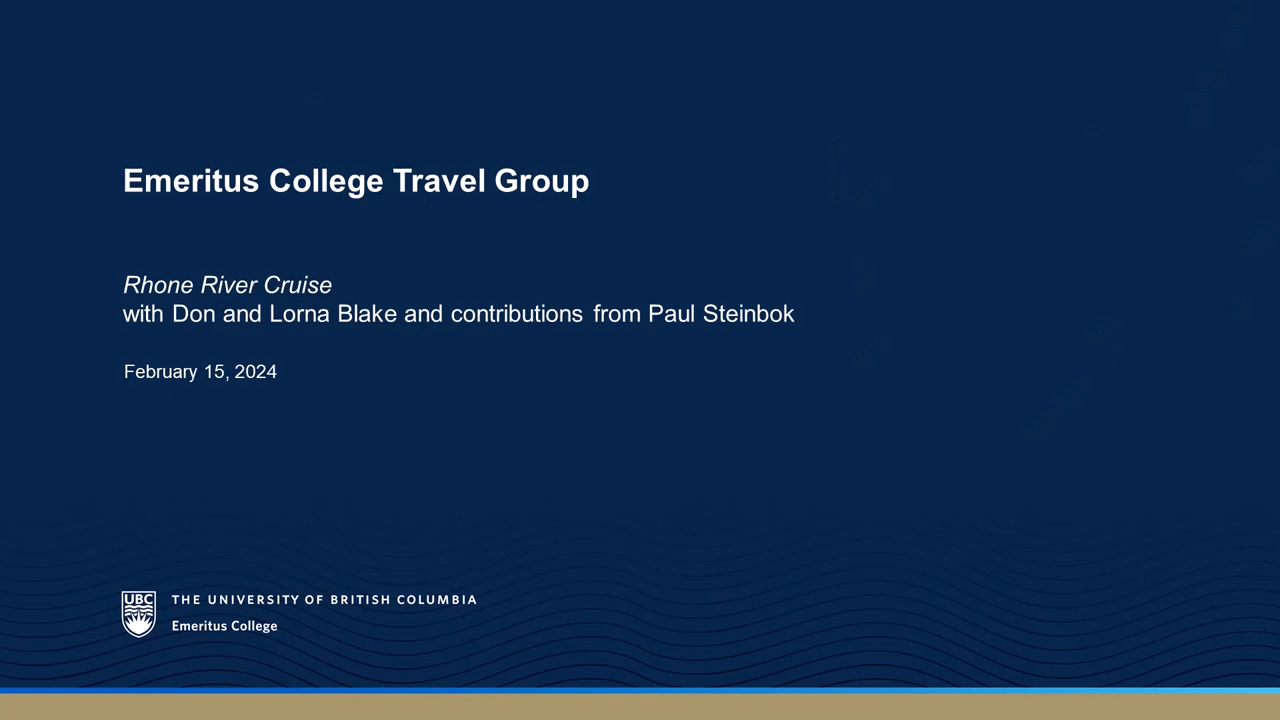 Emeritus College Travel Group
Rhone River Cruise
with Don and Lorna Blake and contributions from Paul Steinbok
February 15, 2024
UBC
THE UNIVERSITY OF BRITISH COLUMBIA
Emeritus College